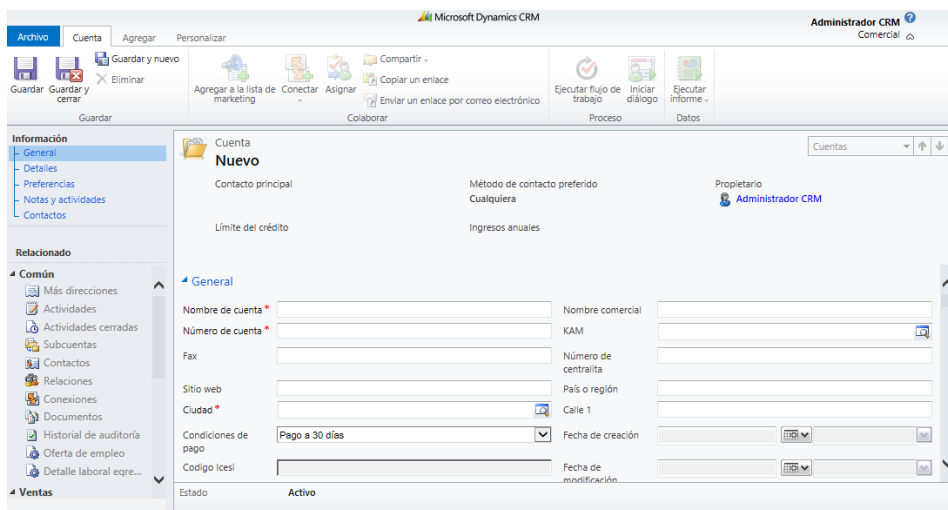 Microsoft Dynamics CRM
Administrador CRM
Comercial
Archivo Cuenta Agregar Personalizar
Guardar
Guardar y cerrar
Guardar y nuevo
Eliminar
Guardar
Agregar a la lista de marketing
Conectar
Asignar
Compartir
Copiar un enlace
Enviar un enlace por correo electrónico
Colaborar
Ejecutar flujo de trabajo
Iniciar diálogo
Proceso
Ejecutar informe
Datos
Información
General
Detalles
Preferencias
Notas y actividades
Contactos
Relacionado
Común
Más direcciones
Actividades
Actividades cerradas
Subcuentas
Contactos
Relaciones
Conexiones
Documentos
Historial de auditoría
Oferta de empleo
Detalle laboral egre...
Ventas
Cuenta
Nuevo
Cuentas
Contacto principal
Método de contacto preferido
Cualquiera
Propietario
Administrador CRM
Límite del crédito
Ingresos anuales
General
Nombre de cuenta *
Nombre comercial
Número de cuenta *
KAM
Fax
Número de centralita
Sitio web
País o región
Ciudad *
Calle 1
Condiciones de pago
Pago a 30 días
Fecha de creación
Codigo Icesi
Fecha de modificación
Estado
Activo